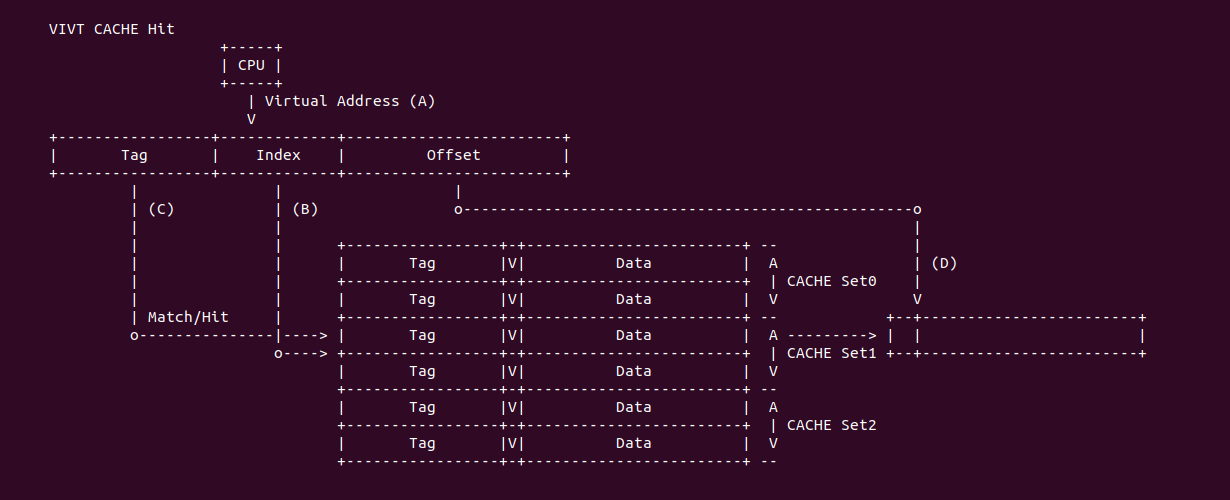 VIVT CACHE Hit
                   +-----+
                   | CPU |
                   +-----+
                      | Virtual Address (A)
                      V
+-----------------+-------------+------------------------+
|       Tag       |    Index    |         Offset         |
+-----------------+-------------+------------------------+
         |               |                   |
         | (C)           | (B)               o--------------------------------------------------o
         |               |                                                                      |
         |               |      +-----------------+-+------------------------+ --               |
         |               |      |       Tag       |V|          Data          |  A               | (D)
         |               |      +-----------------+-+------------------------+  | CACHE Set0    |
         |               |      |       Tag       |V|          Data          |  V               V
         | Match/Hit     |      +-----------------+-+------------------------+ --            +--+------------------------+
         o---------------|----> |       Tag       |V|          Data          |  A ---------> |  |                        |
                         o----> +-----------------+-+------------------------+  | CACHE Set1 +--+------------------------+
                                |       Tag       |V|          Data          |  V
                                +-----------------+-+------------------------+ --
                                |       Tag       |V|          Data          |  A
                                +-----------------+-+------------------------+  | CACHE Set2
                                |       Tag       |V|          Data          |  V
                                +-----------------+-+------------------------+ --